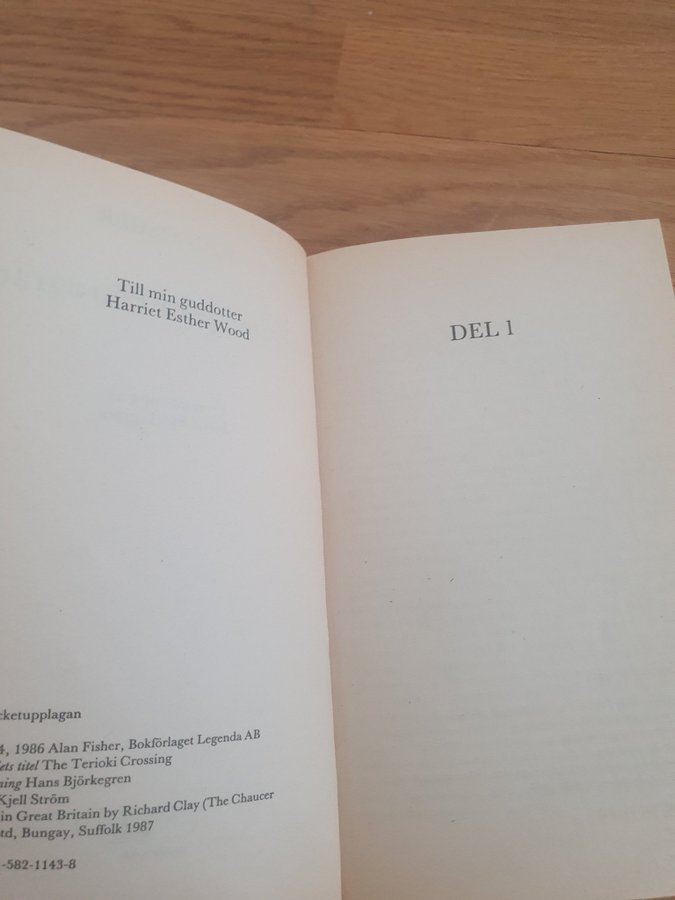 Till min guddotter
Harriet Esther Wood
cketupplagan
4, 1986 Alan Fisher, Bokförlaget Legenda AB
ets titel The Terioki Crossing
ning Hans Björkegren
Kjell Ström
in Great Britain by Richard Clay (The Chaucer
td, Bungay, Suffolk 1987
-582-1143-8
DEL 1